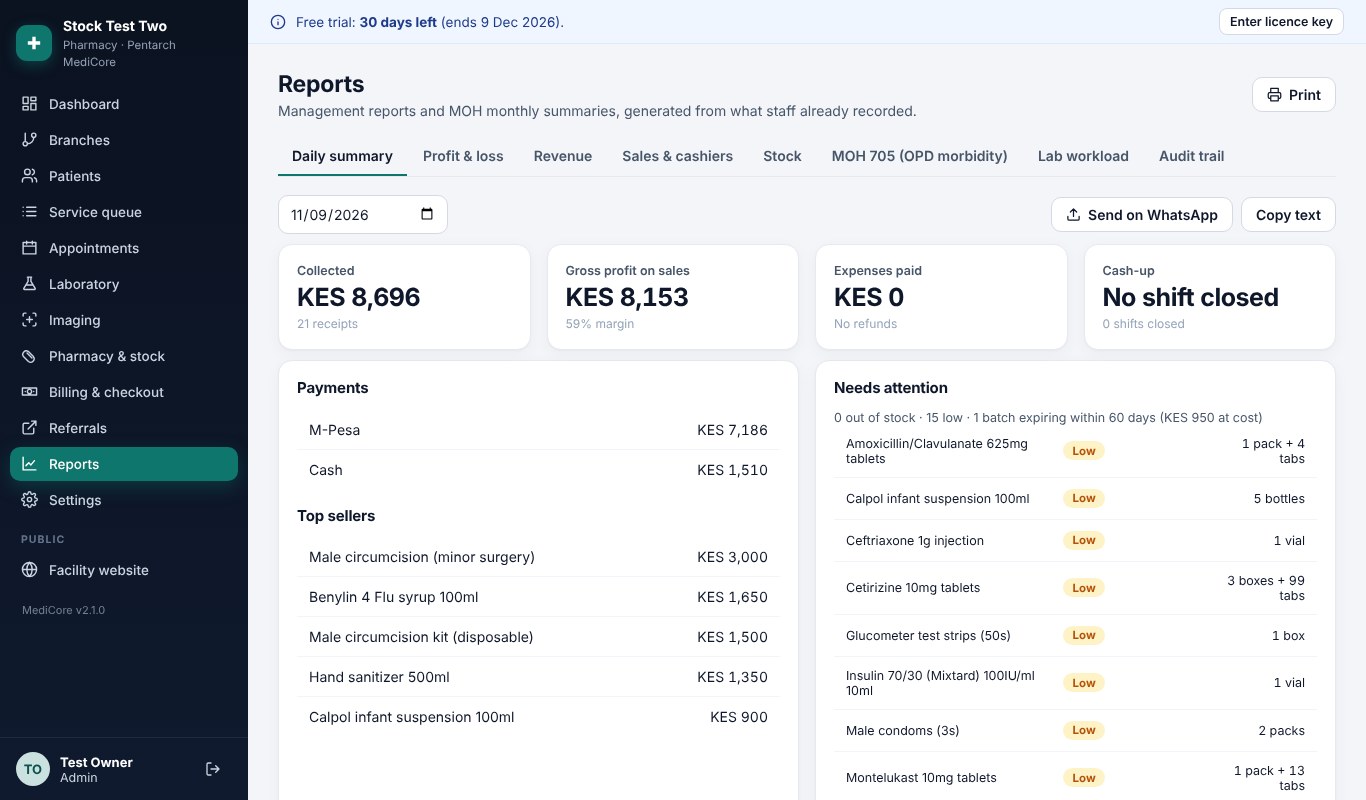 Stock Test Two
Pharmacy · Pentarch
MediCore
Dashboard
Branches
Patients
Service queue
Appointments
Laboratory
Imaging
Pharmacy & stock
Billing & checkout
Referrals
Reports
Settings
PUBLIC
Facility website
MediCore v2.1.0
TO
Test Owner
Admin
Free trial: 30 days left (ends 9 Dec 2026).
Enter licence key
Reports
Management reports and MOH monthly summaries, generated from what staff already recorded.
Print
Daily summary
Profit & loss
Revenue
Sales & cashiers
Stock
MOH 705 (OPD morbidity)
Lab workload
Audit trail
11/09/2026
Send on WhatsApp
Copy text
Collected
KES 8,696
21 receipts
Gross profit on sales
KES 8,153
59% margin
Expenses paid
KES 0
No refunds
Cash-up
No shift closed
0 shifts closed
Payments
M-Pesa KES 7,186
Cash KES 1,510
Top sellers
Male circumcision (minor surgery) KES 3,000
Benylin 4 Flu syrup 100ml KES 1,650
Male circumcision kit (disposable) KES 1,500
Hand sanitizer 500ml KES 1,350
Calpol infant suspension 100ml KES 900
Needs attention
0 out of stock · 15 low · 1 batch expiring within 60 days (KES 950 at cost)
Amoxicillin/Clavulanate 625mg
tablets
Low
1 pack + 4
tabs
Calpol infant suspension 100ml Low 5 bottles
Ceftriaxone 1g injection Low 1 vial
Cetirizine 10mg tablets Low
3 boxes + 99
tabs
Glucometer test strips (50s) Low 1 box
Insulin 70/30 (Mixtard) 100IU/ml
10ml
Low
1 vial
Male condoms (3s) Low 2 packs
Montelukast 10mg tablets Low
1 pack + 13
tabs